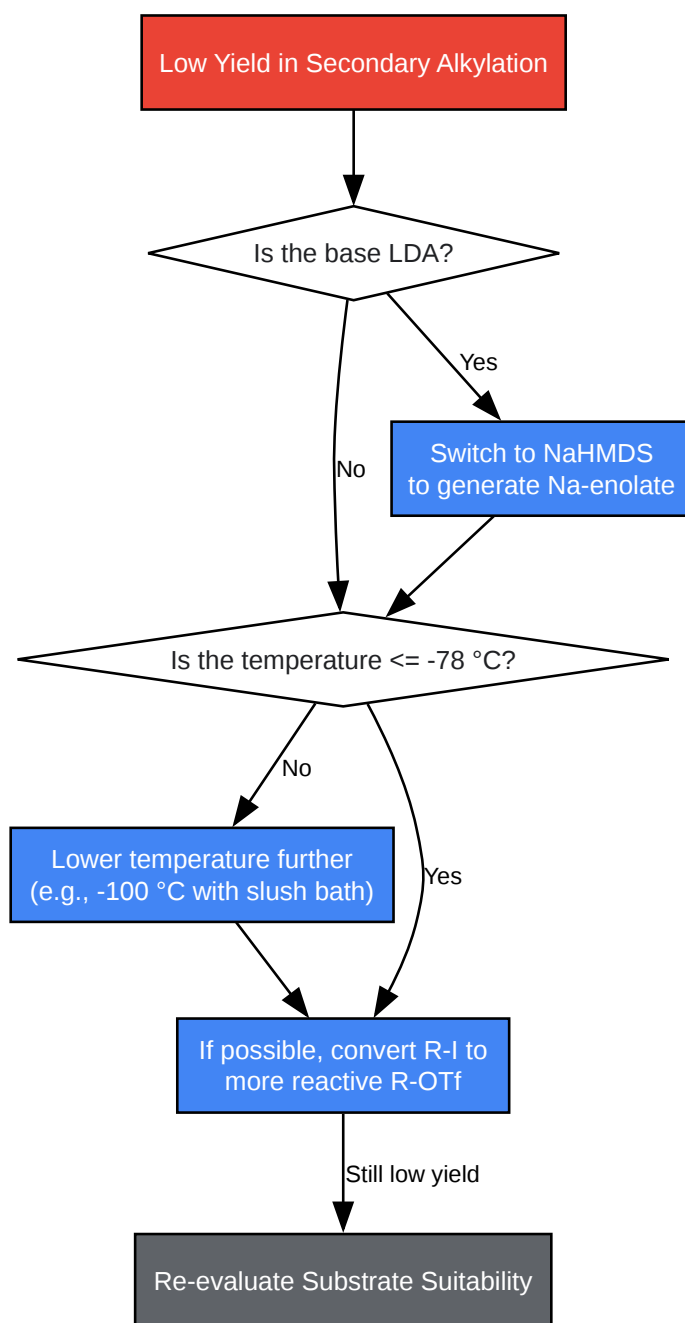 Low Yield in Secondary Alkylation
Is the base LDA?
Yes
Switch to NaHMDS
to generate Na-enolate
No
Is the temperature <= -78 °C?
No
Lower temperature further
(e.g., -100 °C with slush bath)
Yes
If possible, convert R-I to
more reactive R-OTf
Still low yield
Re-evaluate Substrate Suitability